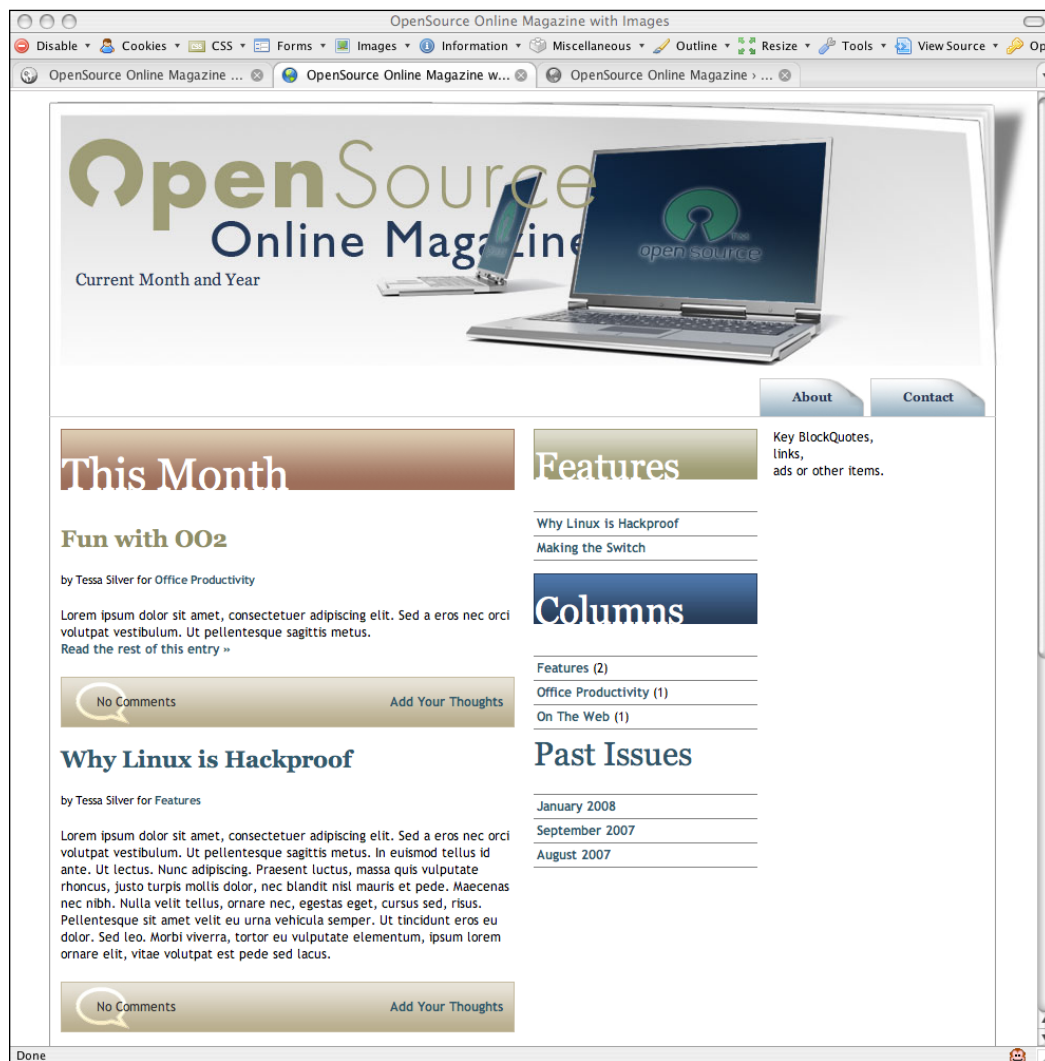 OpenSource Online Magazine with Images
Disable Cookies CSS Forms Images Information Miscellaneous Outline Resize Tools View Source Op
OpenSource Online Magazine ... OpenSource Online Magazine w... OpenSource Online Magazine › ...
OpenSource
Online Magazine
Current Month and Year
open source
open source
About Contact
This Month
Fun with OO2
by Tessa Silver for Office Productivity
Lorem ipsum dolor sit amet, consectetuer adipiscing elit. Sed a eros nec orci
volutpat vestibulum. Ut pellentesque sagittis metus.
Read the rest of this entry »
No Comments Add Your Thoughts
Why Linux is Hackproof
by Tessa Silver for Features
Lorem ipsum dolor sit amet, consectetuer adipiscing elit. Sed a eros nec orci
volutpat vestibulum. Ut pellentesque sagittis metus. In euismod tellus id
ante. Ut lectus. Nunc adipiscing. Praesent luctus, massa quis vulputate
rhoncus, justo turpis mollis dolor, nec blandit nisl mauris et pede. Maecenas
nec nibh. Nulla velit tellus, ornare nec, egestas eget, cursus sed, risus.
Pellentesque sit amet velit eu urna vehicula semper. Ut tincidunt eros eu
dolor. Sed leo. Morbi viverra, tortor eu vulputate elementum, ipsum lorem
ornare elit, vitae volutpat est pede sed lacus.
No Comments Add Your Thoughts
Features
Why Linux is Hackproof
Making the Switch
Columns
Features (2)
Office Productivity (1)
On The Web (1)
Past Issues
January 2008
September 2007
August 2007
Key BlockQuotes,
links,
ads or other items.
Done